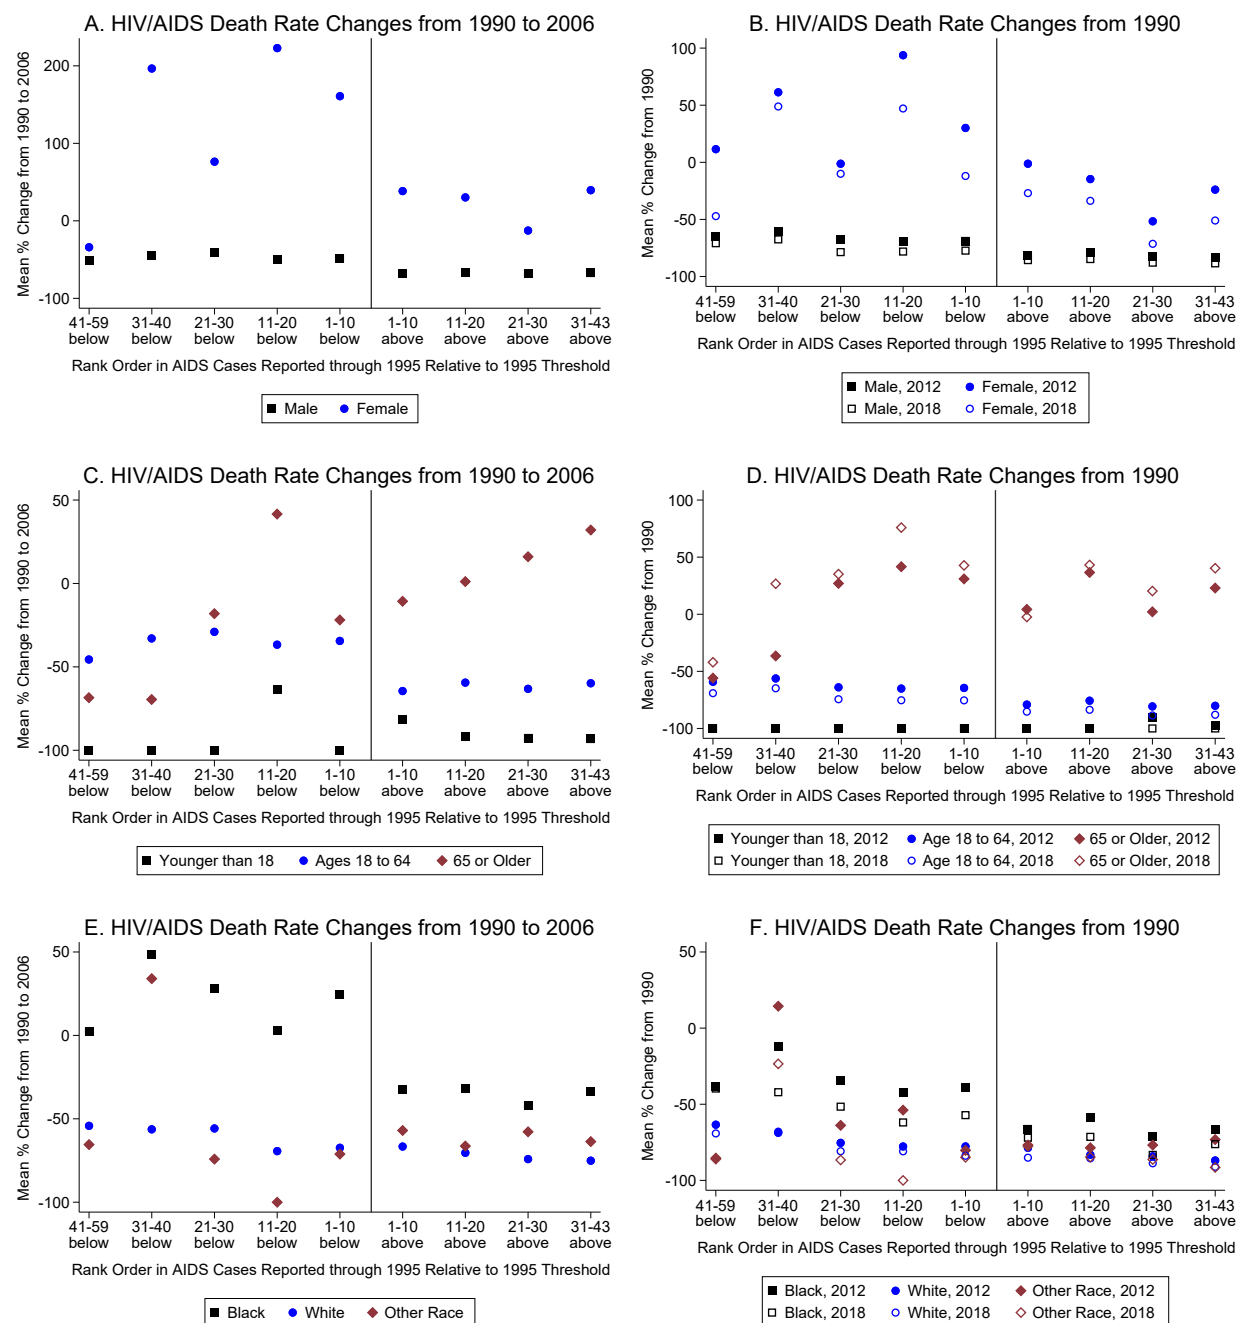 A. HIV/AIDS Death Rate Changes from 1990 to 2006
Mean % Change from 1990 to 2006
200
100
0
-100
41-59 31-40 21-30 11-20 1-10 1-10 11-20 21-30 31-43
below below below below below above above above above
Rank Order in AIDS Cases Reported through 1995 Relative to 1995 Threshold
Male Female
B. HIV/AIDS Death Rate Changes from 1990
Mean % Change from 1990
100
50
0
-50
-100
41-59 31-40 21-30 11-20 1-10 1-10 11-20 21-30 31-43
below below below below below above above above above
Rank Order in AIDS Cases Reported through 1995 Relative to 1995 Threshold
Male, 2012 Female, 2012
Male, 2018 Female, 2018
C. HIV/AIDS Death Rate Changes from 1990 to 2006
Mean % Change from 1990 to 2006
50
0
-50
-100
41-59 31-40 21-30 11-20 1-10 1-10 11-20 21-30 31-43
below below below below below above above above above
Rank Order in AIDS Cases Reported through 1995 Relative to 1995 Threshold
Younger than 18 Ages 18 to 64 65 or Older
D. HIV/AIDS Death Rate Changes from 1990
Mean % Change from 1990
100
50
0
-50
-100
41-59 31-40 21-30 11-20 1-10 1-10 11-20 21-30 31-43
below below below below below above above above above
Rank Order in AIDS Cases Reported through 1995 Relative to 1995 Threshold
Younger than 18, 2012 Age 18 to 64, 2012 65 or Older, 2012
Younger than 18, 2018 Age 18 to 64, 2018 65 or Older, 2018
E. HIV/AIDS Death Rate Changes from 1990 to 2006
Mean % Change from 1990 to 2006
50
0
-50
-100
41-59 31-40 21-30 11-20 1-10 1-10 11-20 21-30 31-43
below below below below below above above above above
Rank Order in AIDS Cases Reported through 1995 Relative to 1995 Threshold
Black White Other Race
F. HIV/AIDS Death Rate Changes from 1990
Mean % Change from 1990
50
0
-50
-100
41-59 31-40 21-30 11-20 1-10 1-10 11-20 21-30 31-43
below below below below below above above above above
Rank Order in AIDS Cases Reported through 1995 Relative to 1995 Threshold
Black, 2012 White, 2012 Other Race, 2012
Black, 2018 White, 2018 Other Race, 2018